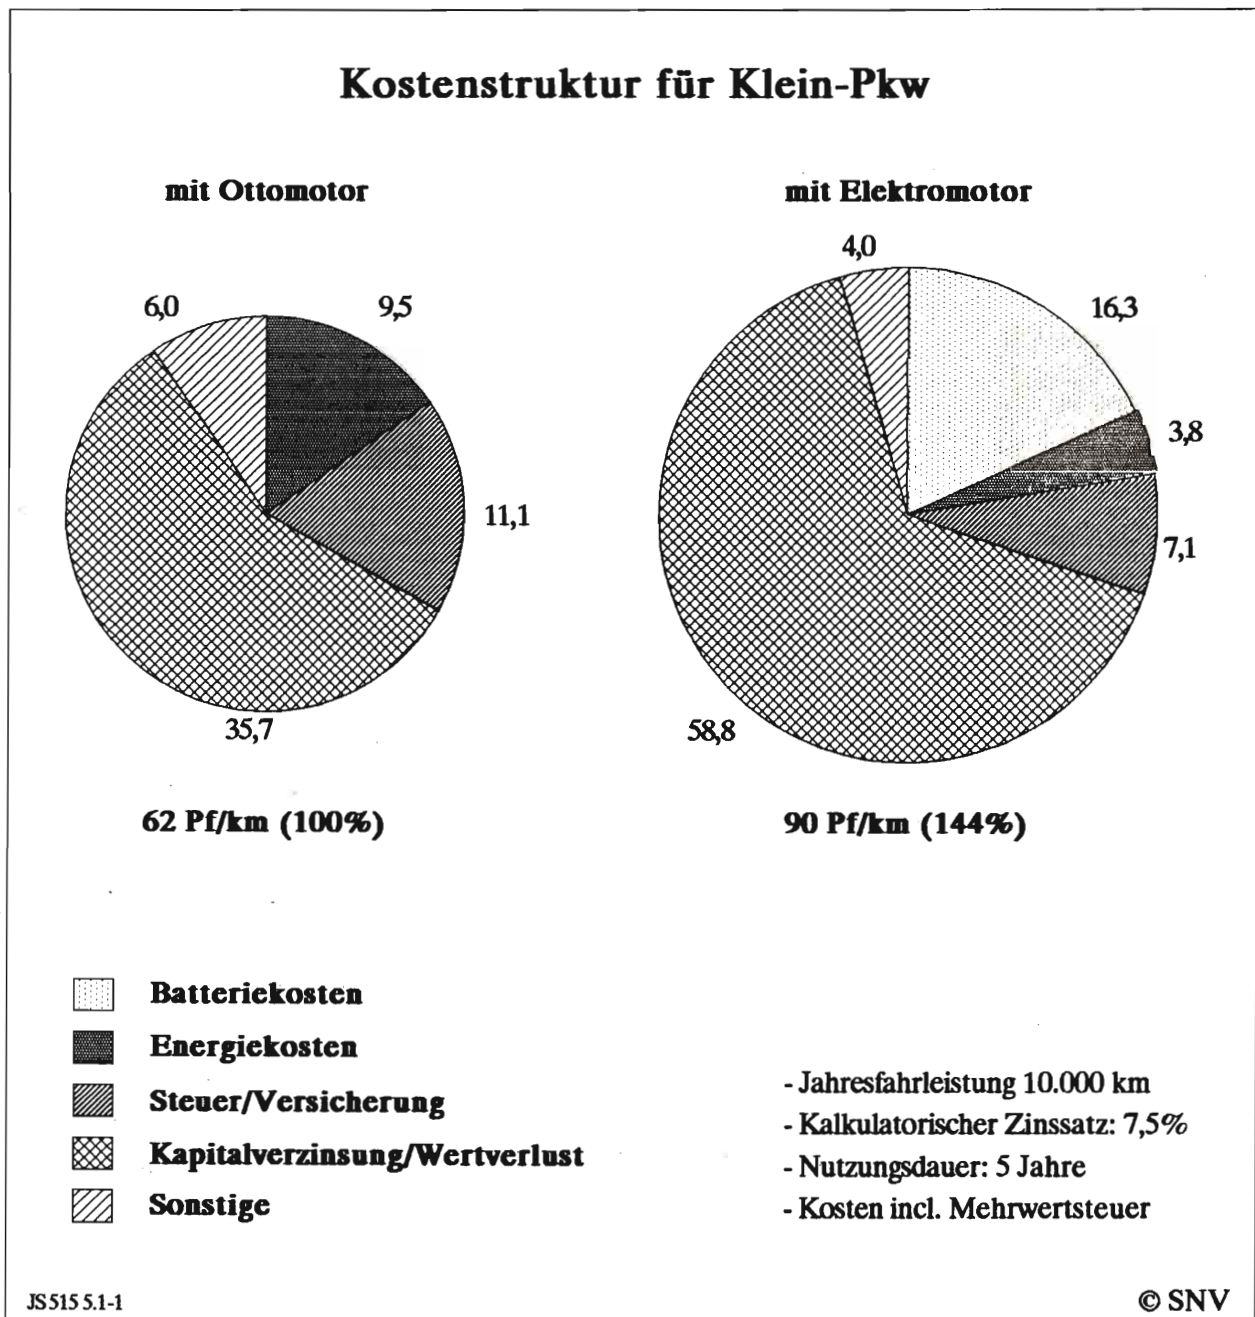 Kostenstruktur für Klein-Pkw
mit Ottomotor
6,0
9,5
11,1
35,7
62 Pf/km (100%)
mit Elektromotor
4,0
16,3
3,8
7,1
58,8
90 Pf/km (144%)
Batteriekosten
Energiekosten
Steuer/Versicherung
Kapitalverzinsung/Wertverlust
Sonstige
- Jahresfahrleistung 10.000 km
- Kalkulatorischer Zinssatz: 7,5%
- Nutzungsdauer: 5 Jahre
- Kosten incl. Mehrwertsteuer
JS 515 5.1-1
© SNV